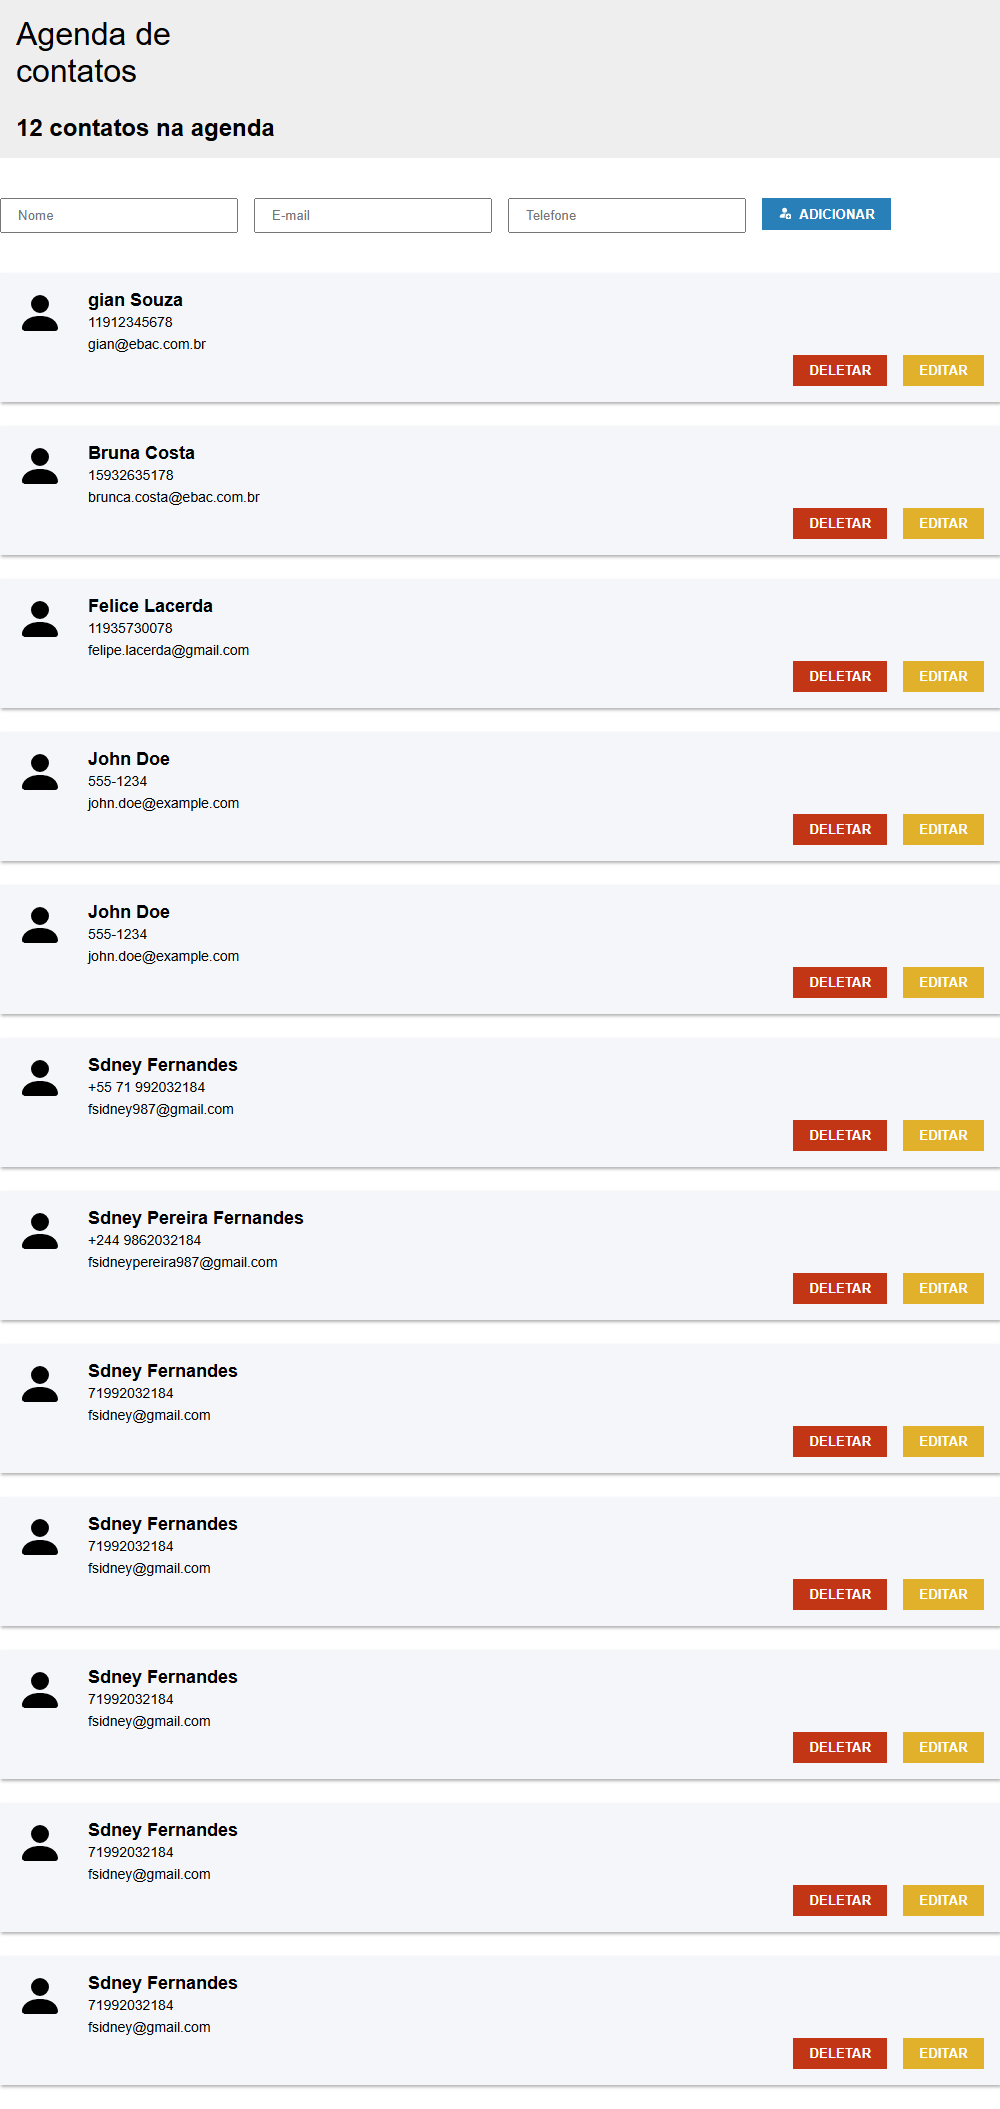 Agenda de
contatos
12 contatos na agenda
Nome E-mail Telefone ADICIONAR
gian Souza
11912345678
gian@ebac.com.br
DELETAR EDITAR
Bruna Costa
15932635178
brunca.costa@ebac.com.br
DELETAR EDITAR
Felice Lacerda
11935730078
felipe.lacerda@gmail.com
DELETAR EDITAR
John Doe
555-1234
john.doe@example.com
DELETAR EDITAR
John Doe
555-1234
john.doe@example.com
DELETAR EDITAR
Sdney Fernandes
+55 71 992032184
fsidney987@gmail.com
DELETAR EDITAR
Sdney Pereira Fernandes
+244 9862032184
fsidneypereira987@gmail.com
DELETAR EDITAR
Sdney Fernandes
71992032184
fsidney@gmail.com
DELETAR EDITAR
Sdney Fernandes
71992032184
fsidney@gmail.com
DELETAR EDITAR
Sdney Fernandes
71992032184
fsidney@gmail.com
DELETAR EDITAR
Sdney Fernandes
71992032184
fsidney@gmail.com
DELETAR EDITAR
Sdney Fernandes
71992032184
fsidney@gmail.com
DELETAR EDITAR